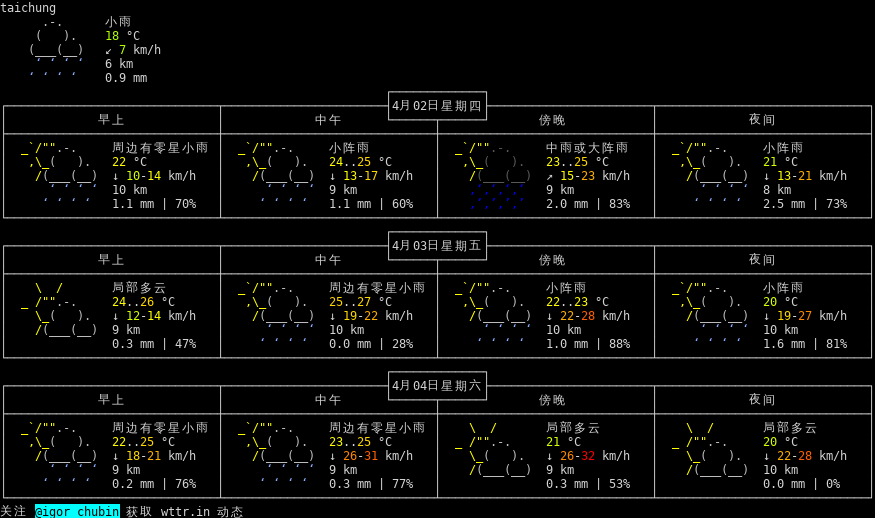 taichung
小雨
18 °C
↙ 7 km/h
6 km
0.9 mm
4月02日星期四
早上 中午 傍晚 夜间
周边有零星小雨 小阵雨 中雨或大阵雨 小阵雨
22 °C 24..25 °C 23..25 °C 21 °C
↓ 10-14 km/h ↓ 13-17 km/h ↗ 15-23 km/h ↓ 13-21 km/h
10 km 9 km 9 km 8 km
1.1 mm | 70% 1.1 mm | 60% 2.0 mm | 83% 2.5 mm | 73%
4月03日星期五
早上 中午 傍晚 夜间
局部多云 周边有零星小雨 小阵雨 小阵雨
24..26 °C 25..27 °C 22..23 °C 20 °C
↓ 12-14 km/h ↓ 19-22 km/h ↓ 22-28 km/h ↓ 19-27 km/h
9 km 10 km 10 km 10 km
0.3 mm | 47% 0.0 mm | 28% 1.0 mm | 88% 1.6 mm | 81%
4月04日星期六
早上 中午 傍晚 夜间
周边有零星小雨 周边有零星小雨 局部多云 局部多云
22..25 °C 23..25 °C 21 °C 20 °C
↓ 18-21 km/h ↓ 26-31 km/h ↓ 26-32 km/h ↓ 22-28 km/h
9 km 9 km 9 km 10 km
0.2 mm | 76% 0.3 mm | 77% 0.3 mm | 53% 0.0 mm | 0%
关注 @igor_chubin 获取 wttr.in 动态